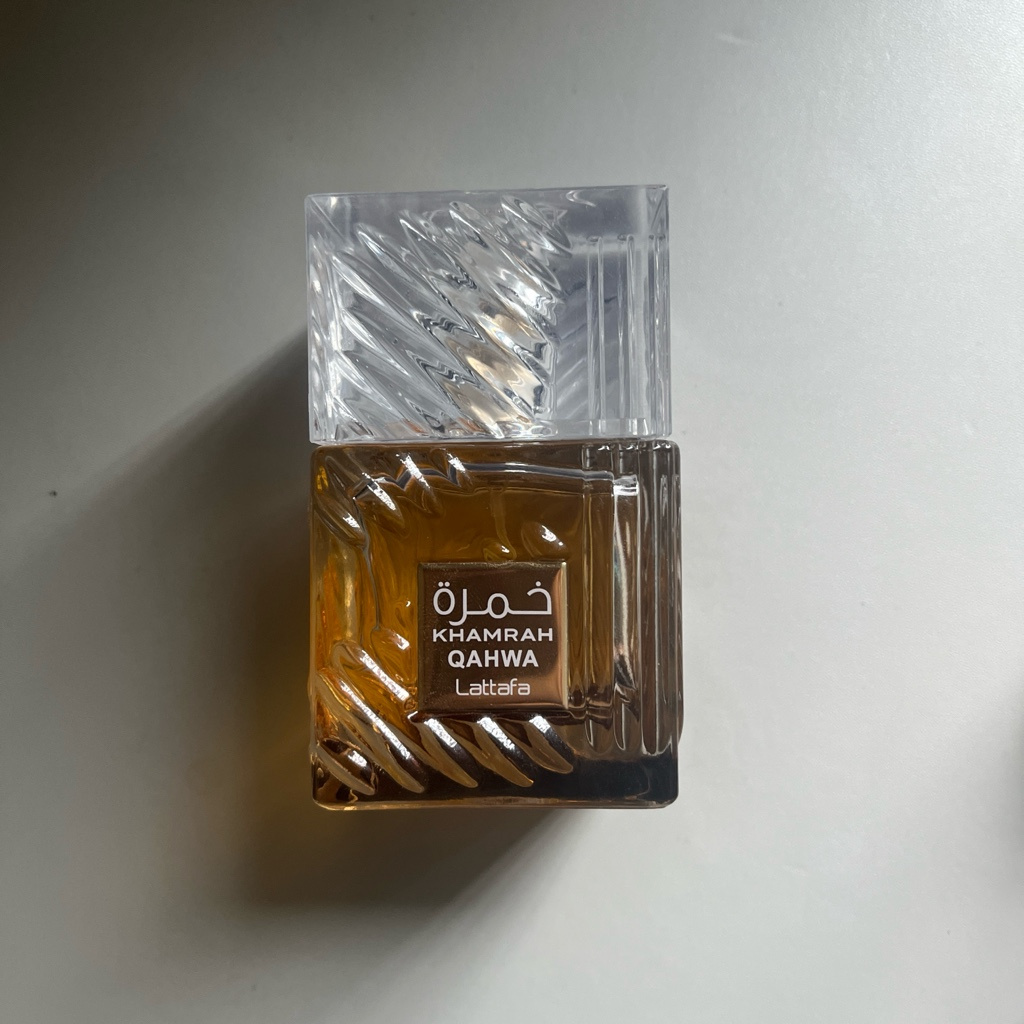 خمرة
KHAMRAH
QAHWA
Lattafa